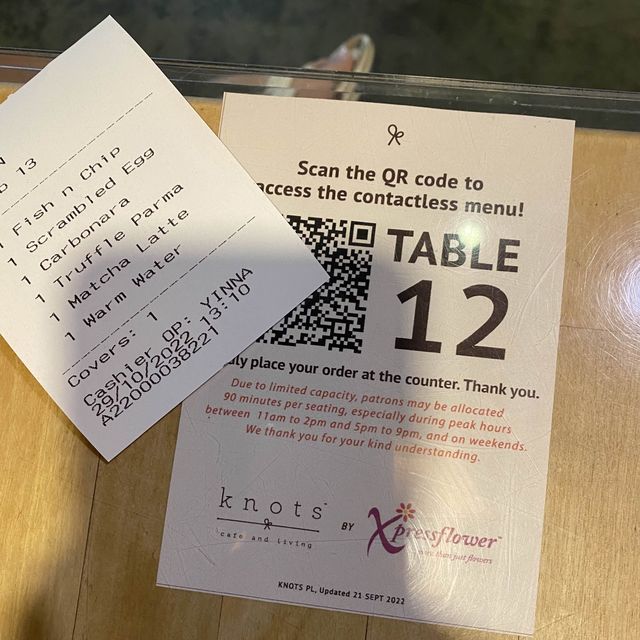 13
1 Fish n Chip
1 Scrambled Egg
1 Carbonara
1 Truffle Parma
1 Matcha Latte
1 Warm Water
Covers: 1
Cashier OP: YINNA
29/10/2022 13:10
A22000038221
Scan the QR code to
access the contactless menu!
TABLE
12
place your order at the counter. Thank you.
Due to limited capacity, patrons may be allocated
90 minutes per seating, especially during peak hours
between 11am to 2pm and 5pm to 9pm, and on weekends.
We thank you for your kind understanding.
knots
cafe and living
BY
Xpressflower
more than just flowers
KNOTS PL, Updated 21 SEPT 2022